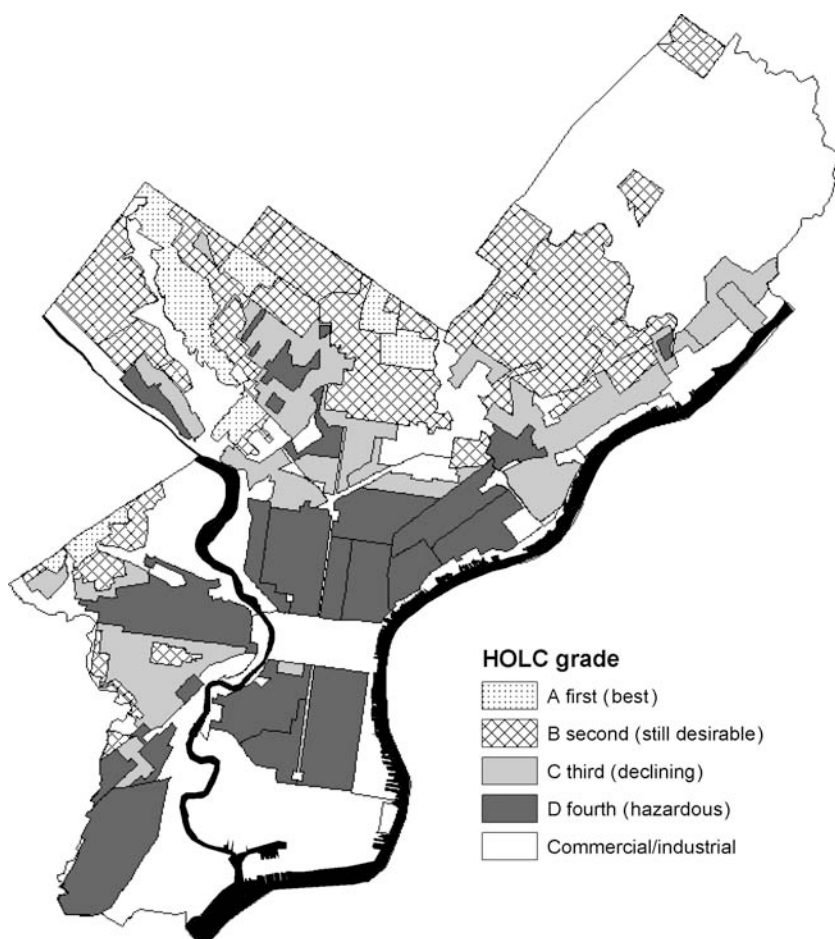 HOLC grade
A first (best)
B second (still desirable)
C third (declining)
D fourth (hazardous)
Commercial/industrial